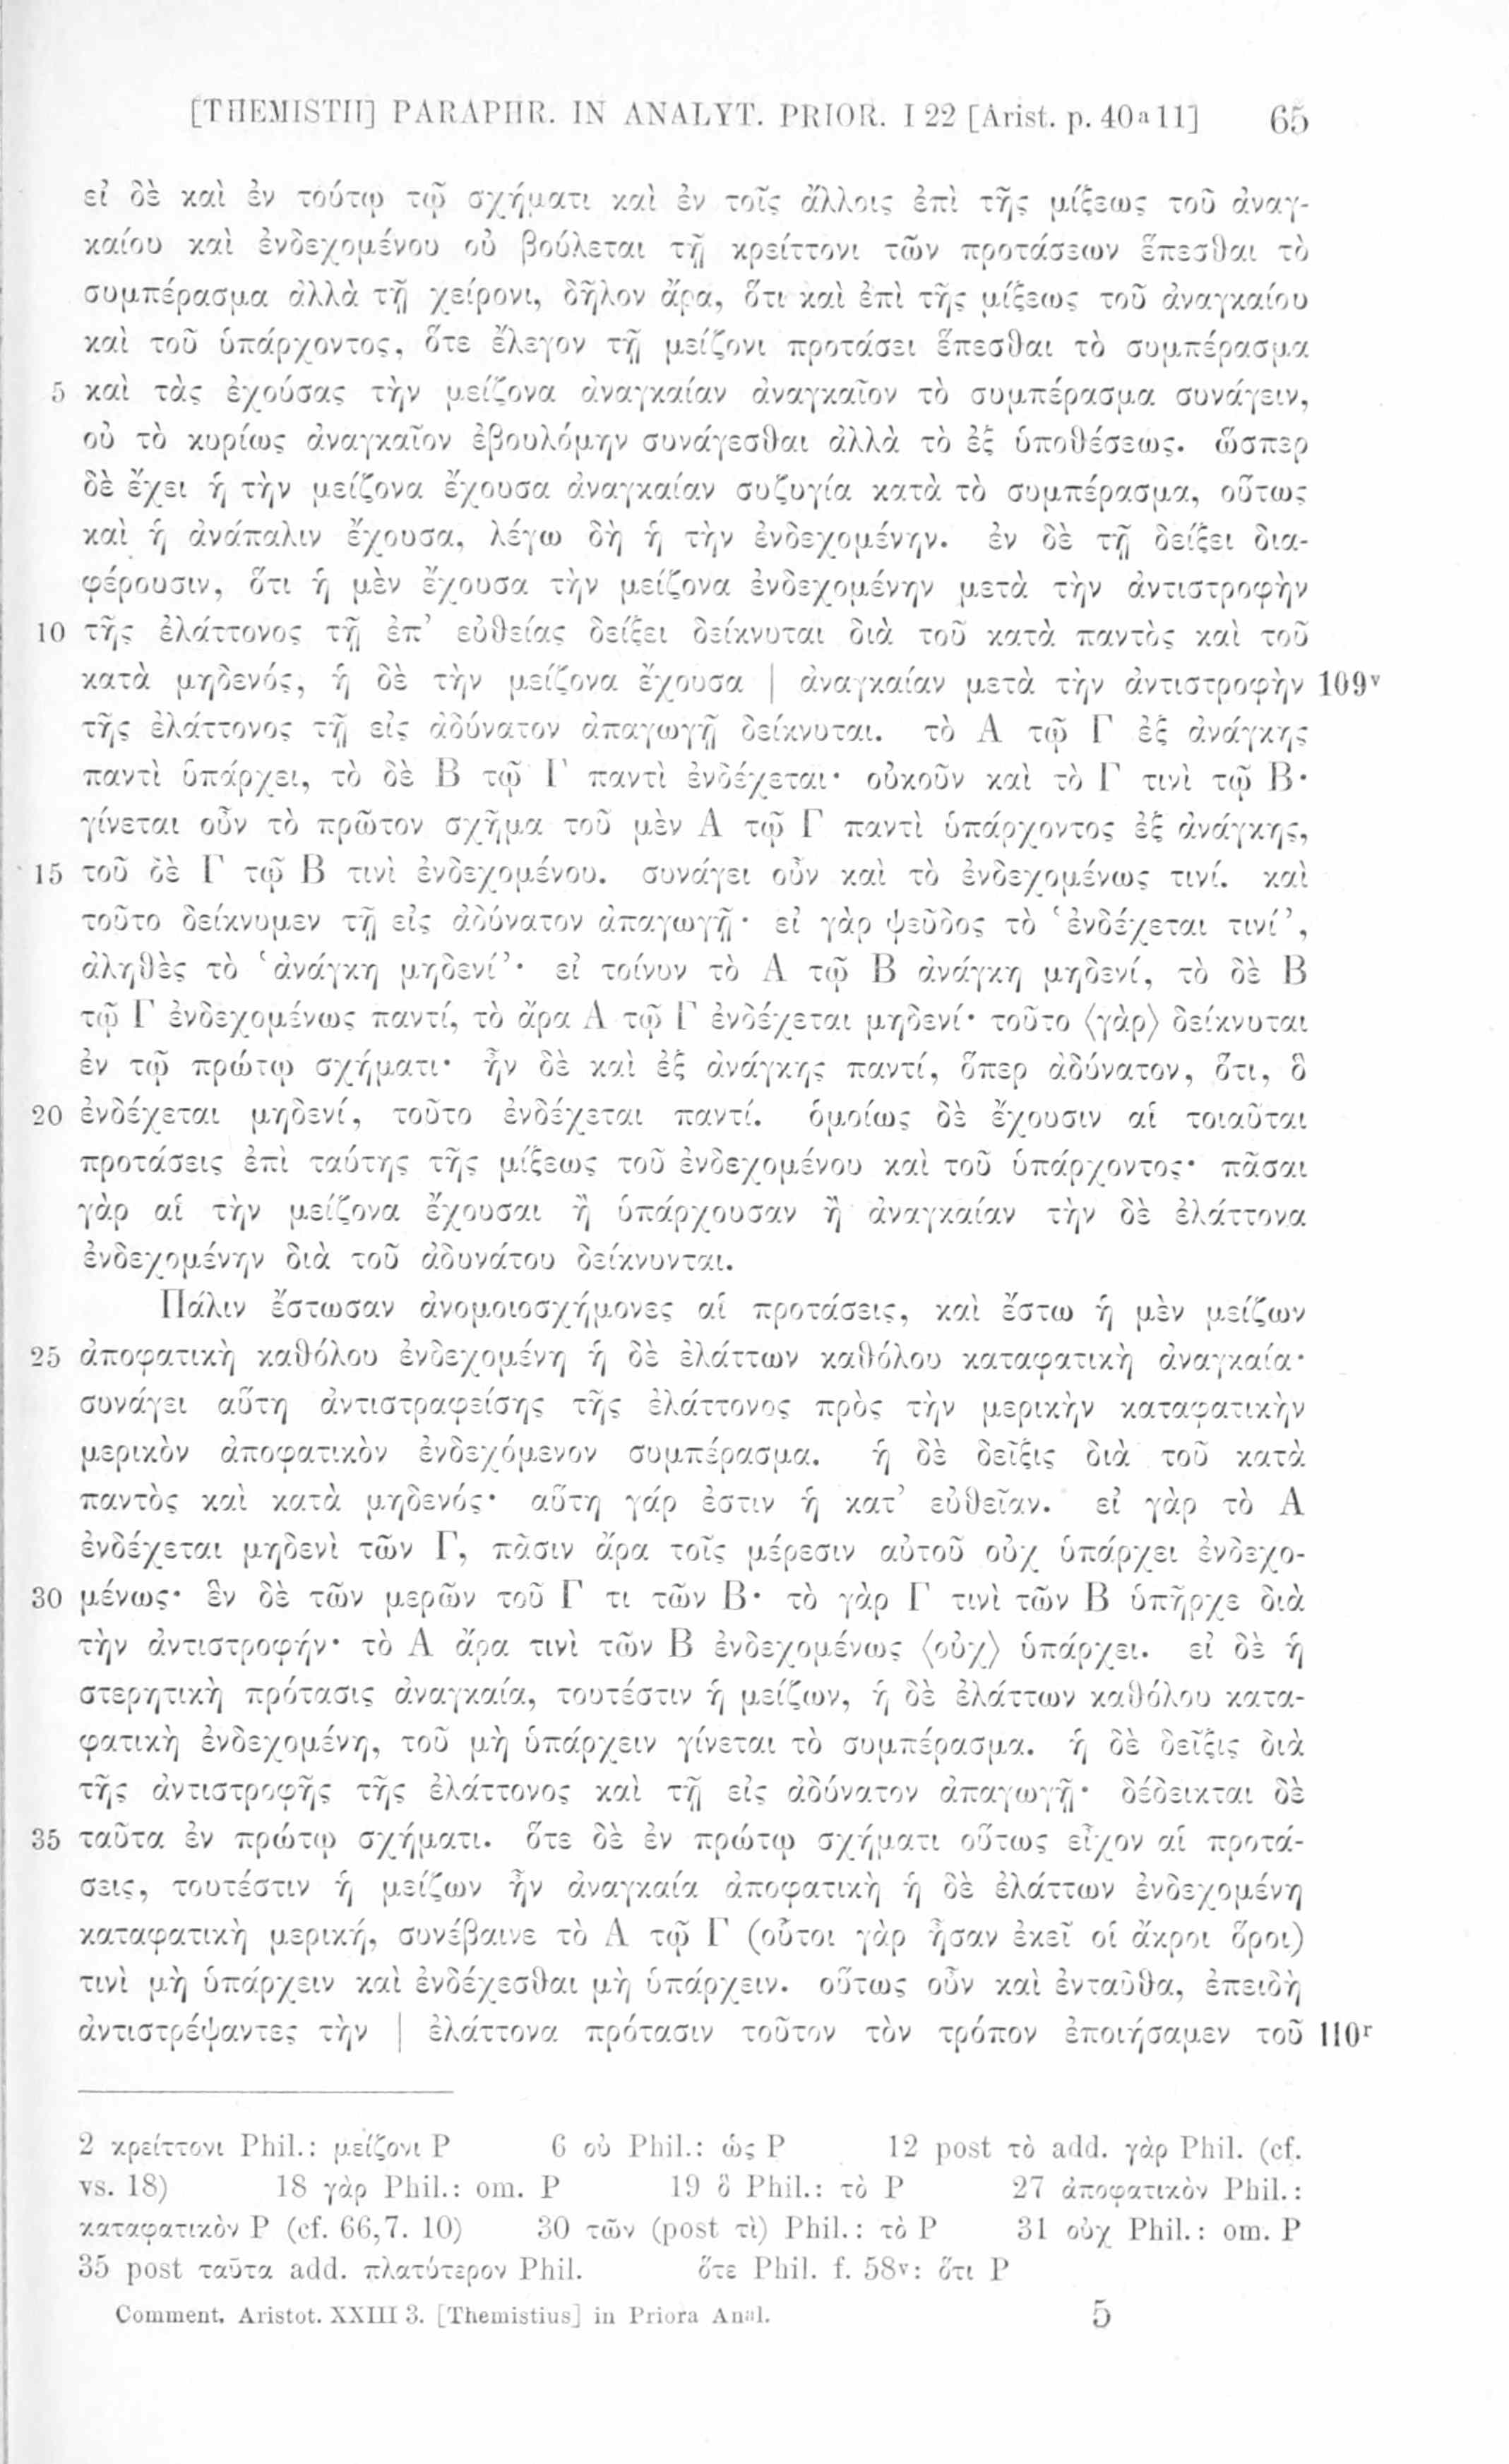 [THEMISTII] PARAPHR. IN ANALYT. PRIOR. I 22 [Arist. p. 40ᵃ11] 65
εἰ δὲ καὶ ἐν τούτῳ τῷ σχήματι καὶ ἐν τοῖς ἄλλοις ἐπὶ τῆς μίξεως τοῦ ἀναγ-
καίου καὶ ἐνδεχομένου οὐ βούλεται τῇ κρείττονι τῶν προτάσεων ἕπεσθαι τὸ
συμπέρασμα ἀλλὰ τῇ χείρονι, δῆλον ἄρα, ὅτι καὶ ἐπὶ τῆς μίξεως τοῦ ἀναγκαίου
καὶ τοῦ ὑπάρχοντος, ὅτε ἔλεγον τῇ μείζονι προτάσει ἕπεσθαι τὸ συμπέρασμα
5 καὶ τὰς ἐχούσας τὴν μείζονα ἀναγκαίαν ἀναγκαῖον τὸ συμπέρασμα συνάγειν,
οὐ τὸ κυρίως ἀναγκαῖον ἐβουλόμην συνάγεσθαι ἀλλὰ τὸ ἐξ ὑποθέσεως. ὥσπερ
δὲ ἔχει ἡ τὴν μείζονα ἔχουσα ἀναγκαίαν συζυγία κατὰ τὸ συμπέρασμα, οὕτως
καὶ ἡ ἀνάπαλιν ἔχουσα, λέγω δὴ ἡ τὴν ἐνδεχομένην. ἐν δὲ τῇ δείξει δια-
φέρουσιν, ὅτι ἡ μὲν ἔχουσα τὴν μείζονα ἐνδεχομένην μετὰ τὴν ἀντιστροφὴν
10 τῆς ἐλάττονος τῇ ἐπ’ εὐθείας δείξει δείκνυται διὰ τοῦ κατὰ παντὸς καὶ τοῦ
κατὰ μηδενός, ἡ δὲ τὴν μείζονα ἔχουσα | ἀναγκαίαν μετὰ τὴν ἀντιστροφὴν 109ᵛ
τῆς ἐλάττονος τῇ εἰς ἀδύνατον ἀπαγωγῇ δείκνυται. τὸ Α τῷ Γ ἐξ ἀνάγκης
παντὶ ὑπάρχει, τὸ δὲ Β τῷ Γ παντὶ ἐνδέχεται· οὐκοῦν καὶ τὸ Γ τινὶ τῷ Β·
γίνεται οὖν τὸ πρῶτον σχῆμα τοῦ μὲν Α τῷ Γ παντὶ ὑπάρχοντος ἐξ ἀνάγκης,
15 τοῦ δὲ Γ τῷ Β τινὶ ἐνδεχομένου. συνάγει οὖν καὶ τὸ ἐνδεχομένως τινί. καὶ
τοῦτο δείκνυμεν τῇ εἰς ἀδύνατον ἀπαγωγῇ· εἰ γὰρ ψεῦδος τὸ ‘ἐνδέχεται τινί’,
ἀληθὲς τὸ ‘ἀνάγκη μηδενί’· εἰ τοίνυν τὸ Α τῷ Β ἀνάγκη μηδενί, τὸ δὲ Β
τῷ Γ ἐνδεχομένως παντί, τὸ ἄρα Α τῷ Γ ἐνδέχεται μηδενί· τοῦτο ⟨γὰρ⟩ δείκνυται
ἐν τῷ πρώτῳ σχήματι· ἦν δὲ καὶ ἐξ ἀνάγκης παντί, ὅπερ ἀδύνατον, ὅτι, ὃ
20 ἐνδέχεται μηδενί, τοῦτο ἐνδέχεται παντί. ὁμοίως δὲ ἔχουσιν αἱ τοιαῦται
προτάσεις ἐπὶ ταύτης τῆς μίξεως τοῦ ἐνδεχομένου καὶ τοῦ ὑπάρχοντος· πᾶσαι
γὰρ αἱ τὴν μείζονα ἔχουσαι ἢ ὑπάρχουσαν ἢ ἀναγκαίαν τὴν δὲ ἐλάττονα
ἐνδεχομένην διὰ τοῦ ἀδυνάτου δείκνυνται.
Πάλιν ἔστωσαν ἀνομοιοσχήμονες αἱ προτάσεις, καὶ ἔστω ἡ μὲν μείζων
25 ἀποφατικὴ καθόλου ἐνδεχομένη ἡ δὲ ἐλάττων καθόλου καταφατικὴ ἀναγκαία·
συνάγει αὕτη ἀντιστραφείσης τῆς ἐλάττονος πρὸς τὴν μερικὴν καταφατικὴν
μερικὸν ἀποφατικὸν ἐνδεχόμενον συμπέρασμα. ἡ δὲ δεῖξις διὰ τοῦ κατὰ
παντὸς καὶ κατὰ μηδενός· αὕτη γάρ ἐστιν ἡ κατ’ εὐθεῖαν. εἰ γὰρ τὸ Α
ἐνδέχεται μηδενὶ τῶν Γ, πᾶσιν ἄρα τοῖς μέρεσιν αὐτοῦ οὐχ ὑπάρχει ἐνδεχο-
30 μένως· ἓν δὲ τῶν μερῶν τοῦ Γ τι τῶν Β· τὸ γὰρ Γ τινὶ τῶν Β ὑπῆρχε διὰ
τὴν ἀντιστροφήν· τὸ Α ἄρα τινὶ τῶν Β ἐνδεχομένως ⟨οὐχ⟩ ὑπάρχει. εἰ δὲ ἡ
στερητικὴ πρότασις ἀναγκαία, τουτέστιν ἡ μείζων, ἡ δὲ ἐλάττων καθόλου κατα-
φατικὴ ἐνδεχομένη, τοῦ μὴ ὑπάρχειν γίνεται τὸ συμπέρασμα. ἡ δὲ δεῖξις διὰ
τῆς ἀντιστροφῆς τῆς ἐλάττονος καὶ τῇ εἰς ἀδύνατον ἀπαγωγῇ· δέδεικται δὲ
35 ταῦτα ἐν πρώτῳ σχήματι. ὅτε δὲ ἐν πρώτῳ σχήματι οὕτως εἶχον αἱ προτά-
σεις, τουτέστιν ἡ μείζων ἦν ἀναγκαία ἀποφατικὴ ἡ δὲ ἐλάττων ἐνδεχομένη
καταφατικὴ μερική, συνέβαινε τὸ Α τῷ Γ (οὗτοι γὰρ ἦσαν ἐκεῖ οἱ ἄκροι ὅροι)
τινὶ μὴ ὑπάρχειν καὶ ἐνδέχεσθαι μὴ ὑπάρχειν. οὕτως οὖν καὶ ἐνταῦθα, ἐπειδὴ
ἀντιστρέψαντες τὴν | ἐλάττονα πρότασιν τοῦτον τὸν τρόπον ἐποιήσαμεν τοῦ 110ʳ
2 κρείττονι Phil.: μείζονι P 6 οὐ Phil.: ὡς P 12 post τὸ add. γὰρ Phil. (cf.
vs. 18) 18 γὰρ Phil.: om. P 19 ὃ Phil.: τὸ P 27 ἀποφατικὸν Phil.:
καταφατικὸν P (cf. 66,7. 10) 30 τῶν (post τὶ) Phil.: τὸ P 31 οὐχ Phil.: om. P
35 post ταῦτα add. πλατύτερον Phil. ὅτε Phil. f. 58ᵛ: ὅτι P
Comment. Aristot. XXIII 3. [Themistius] in Priora Anal. 5